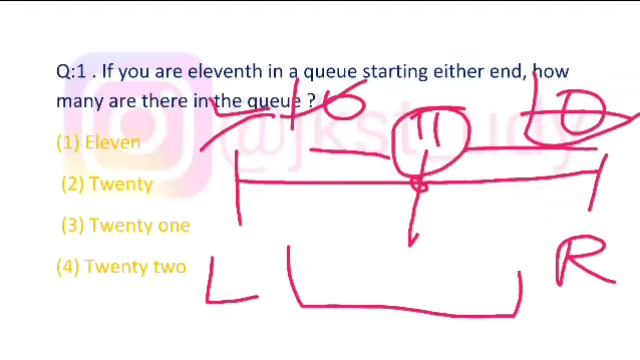 Q:1 . If you are eleventh in a queue starting either end, how
many are there in the queue ?
10
11
10
(1) Eleven
@jkstudy
(2) Twenty
(3) Twenty one
(4) Twenty two
L
R